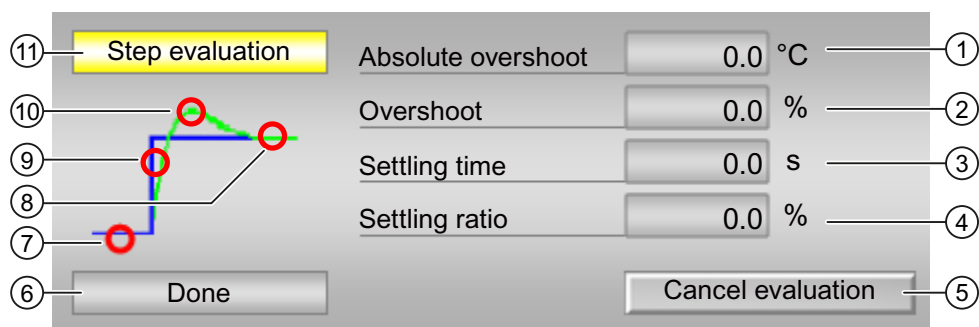 ⑪ Step evaluation Absolute overshoot 0.0 °C ①
⑩ Overshoot 0.0 % ②
⑨ Settling time 0.0 s ③
⑧
Settling ratio 0.0 % ④
⑦
⑥ Done Cancel evaluation ⑤